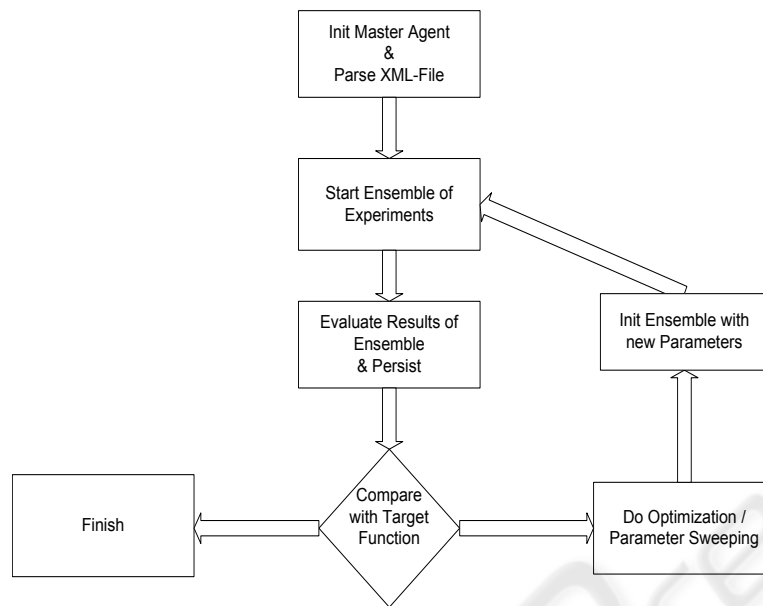 Init Master Agent
&
Parse XML-File
Start Ensemble of
Experiments
Evaluate Results of
Ensemble
& Persist
Init Ensemble with
new Parameters
Compare
with Target
Function
Finish
Do Optimization /
Parameter Sweeping